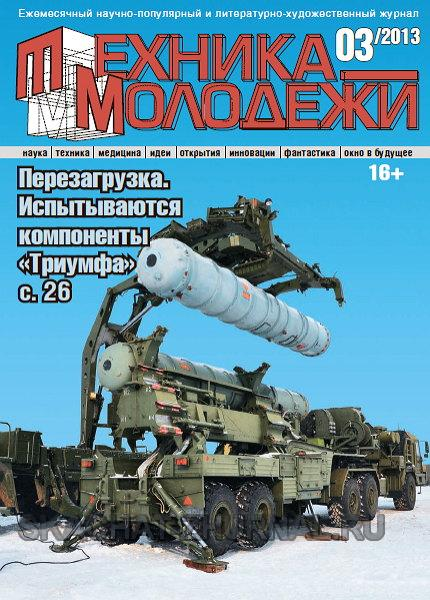 Ежемесячный научно-популярный и литературно-художественный журнал
ТЕХНИКА 03/2013
МОЛОДЕЖИ
наука | техника | медицина | идеи | открытия | инновации | фантастика | окно в будущее
16+
Перезагрузка.
Испытываются
компоненты
«Триумфа»
с. 26
SKACHATZHURNAL.RU